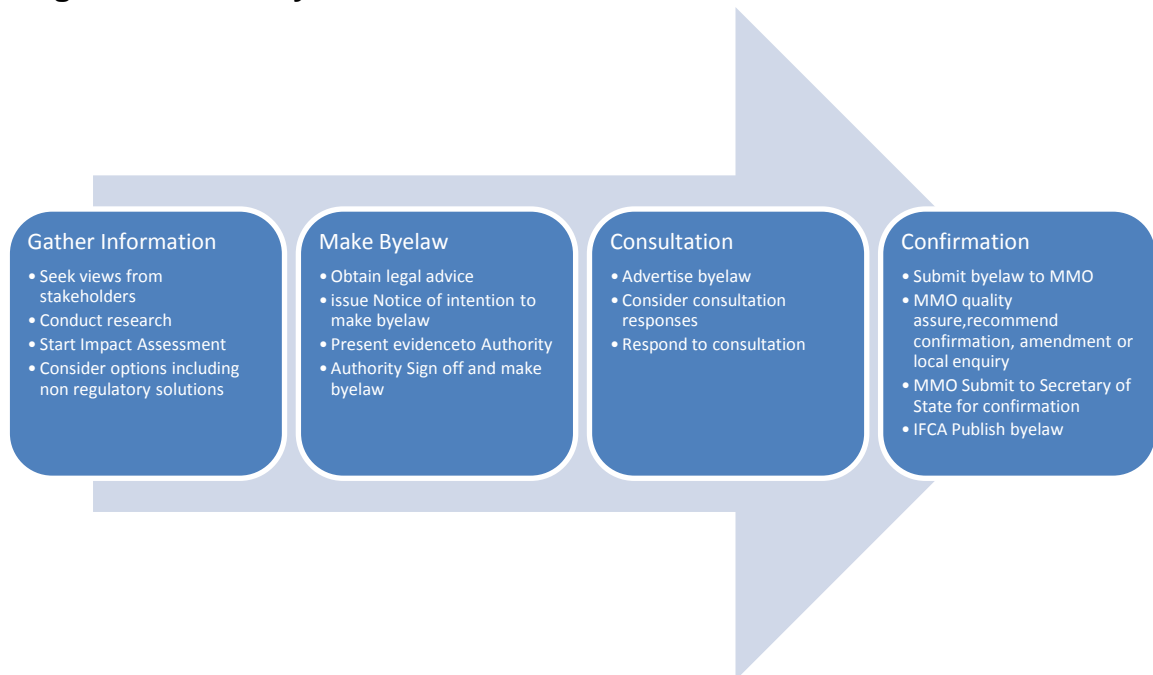 Gather Information
• Seek views from
stakeholders
• Conduct research
• Start Impact Assessment
• Consider options including
non regulatory solutions
Make Byelaw
• Obtain legal advice
• issue Notice of intention to
make byelaw
• Present evidenceto Authority
• Authority Sign off and make
byelaw
Consultation
• Advertise byelaw
• Consider consultation
responses
• Respond to consultation
Confirmation
• Submit byelaw to MMO
• MMO quality
assure,recommend
confirmation, amendment or
local enquiry
• MMO Submit to Secretary of
State for confirmation
• IFCA Publish byelaw